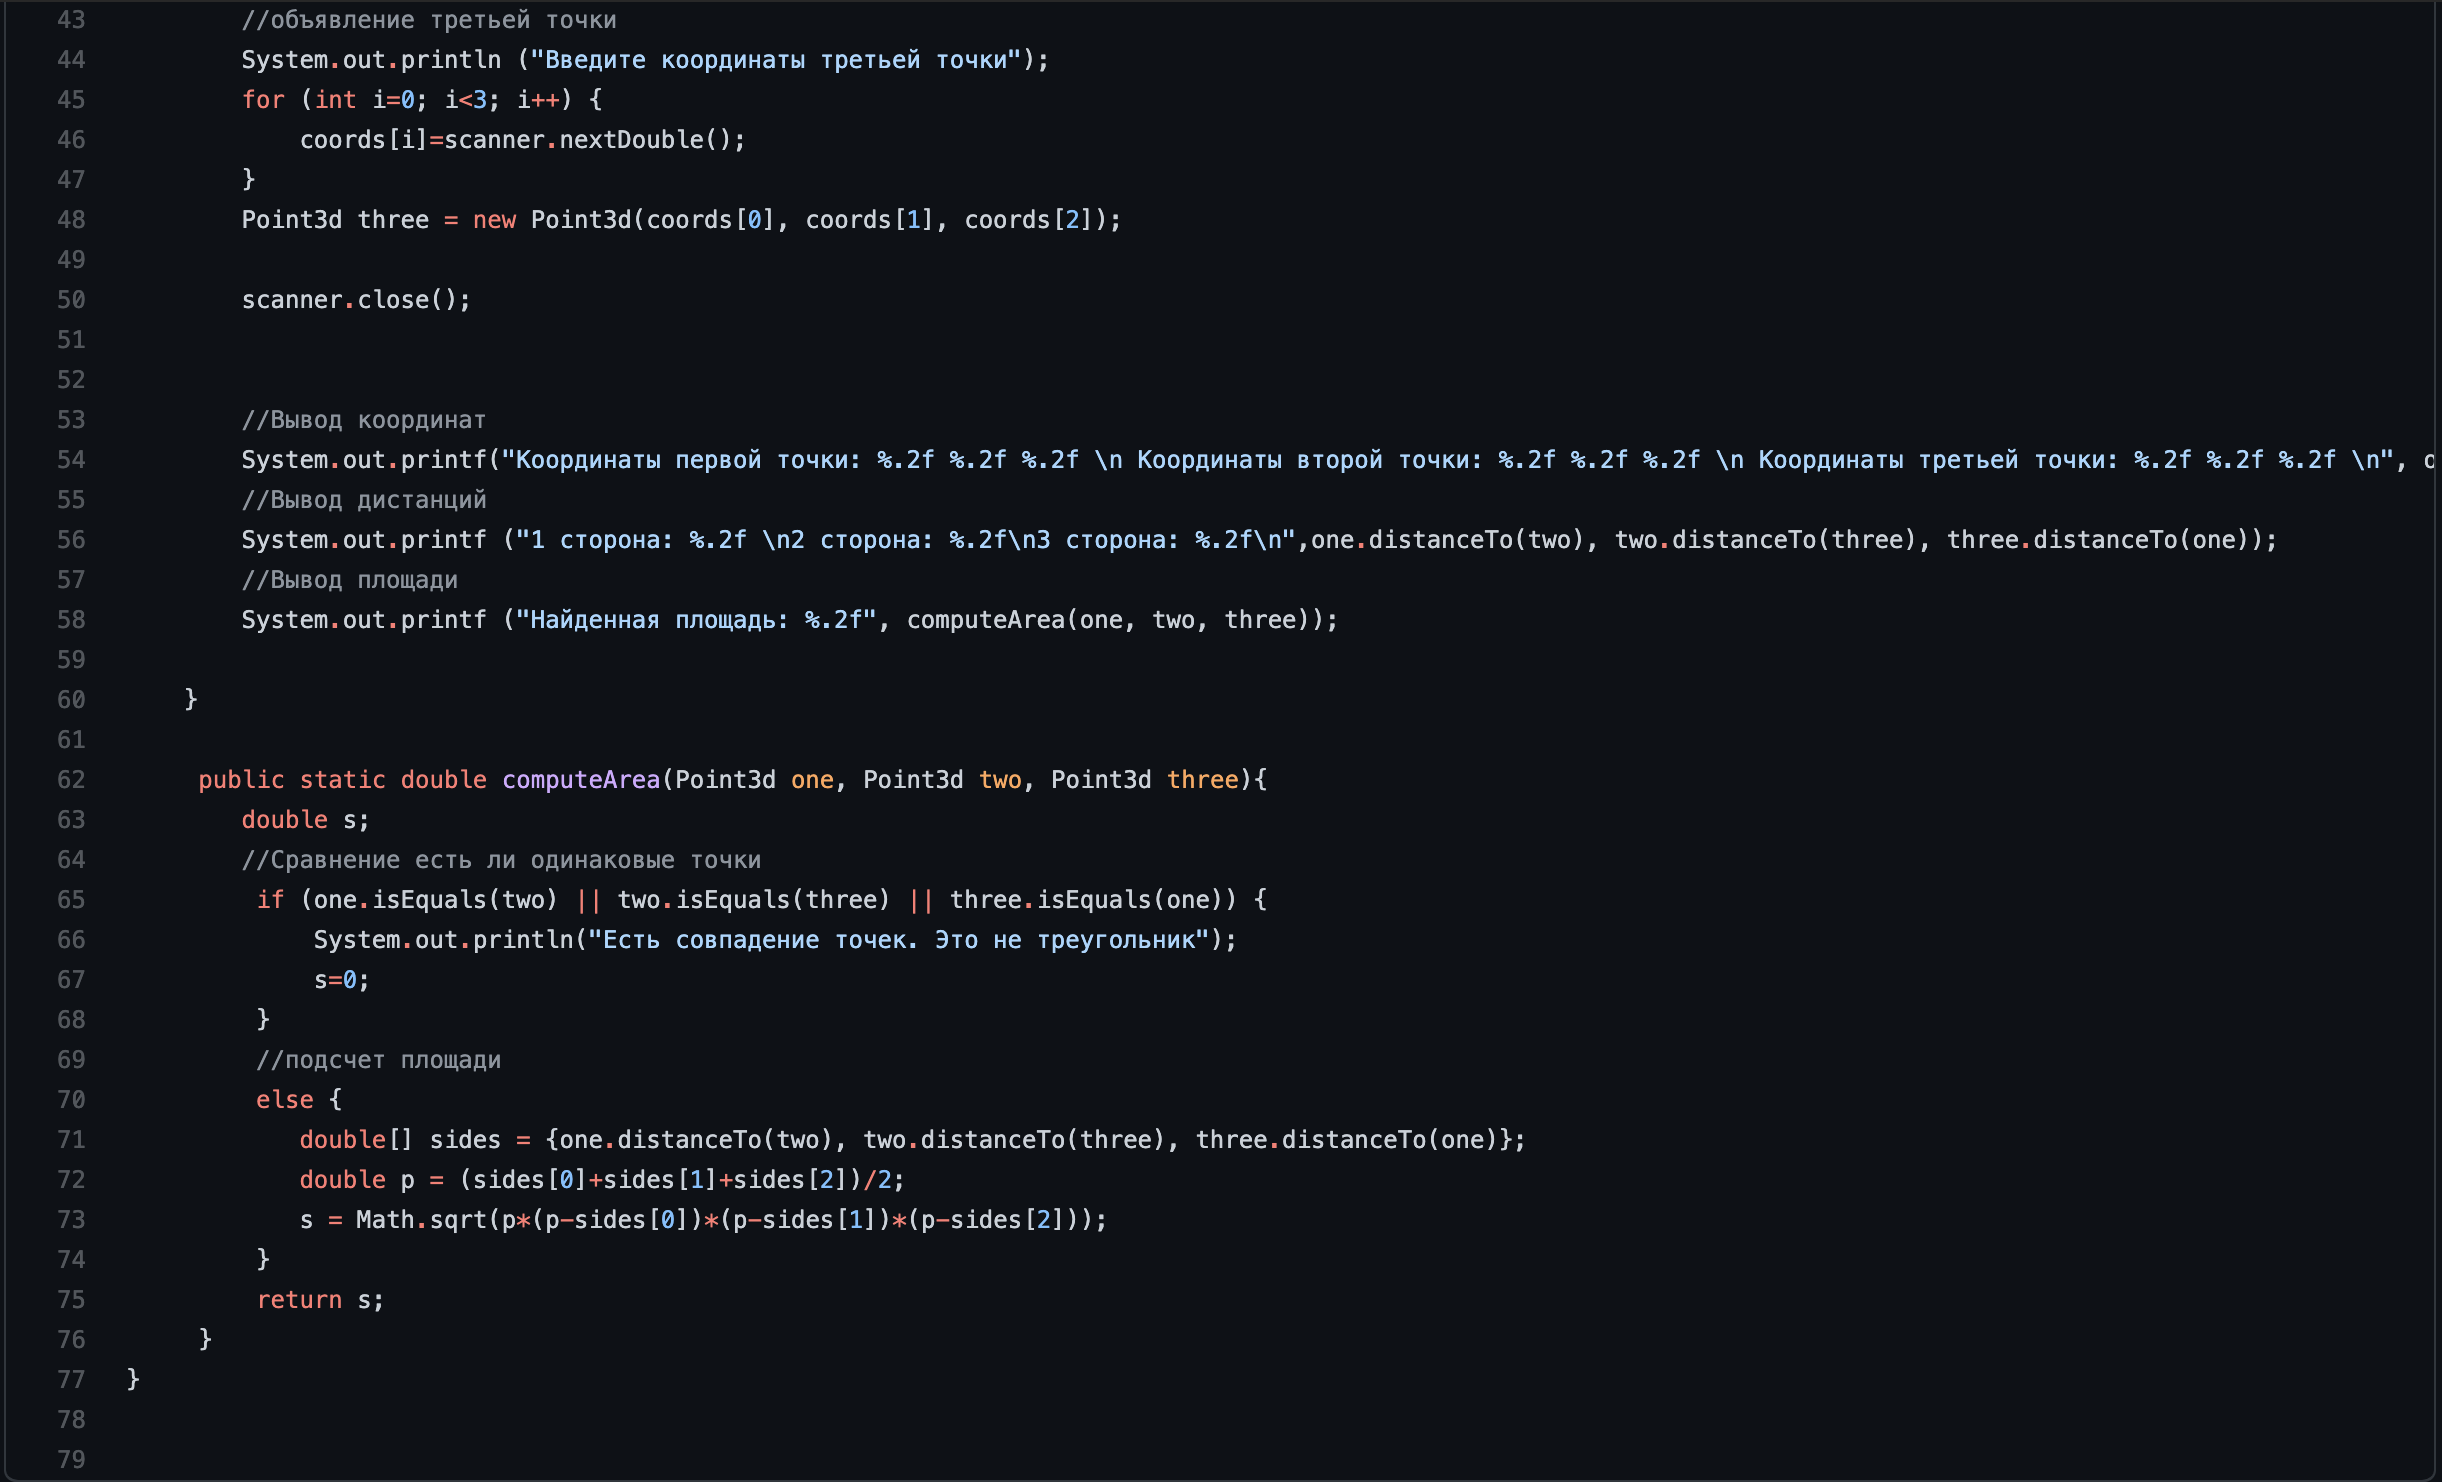 43 //объявление третьей точки
44 System.out.println ("Введите координаты третьей точки");
45 for (int i=0; i<3; i++) {
46 coords[i]=scanner.nextDouble();
47 }
48 Point3d three = new Point3d(coords[0], coords[1], coords[2]);
49
50 scanner.close();
51
52
53 //Вывод координат
54 System.out.printf("Координаты первой точки: %.2f %.2f %.2f \n Координаты второй точки: %.2f %.2f %.2f \n Координаты третьей точки: %.2f %.2f %.2f \n",
55 //Вывод дистанций
56 System.out.printf ("1 сторона: %.2f \n2 сторона: %.2f\n3 сторона: %.2f\n",one.distanceTo(two), two.distanceTo(three), three.distanceTo(one));
57 //Вывод площади
58 System.out.printf ("Найденная площадь: %.2f", computeArea(one, two, three));
59
60 }
61
62 public static double computeArea(Point3d one, Point3d two, Point3d three){
63 double s;
64 //Сравнение есть ли одинаковые точки
65 if (one.isEquals(two) || two.isEquals(three) || three.isEquals(one)) {
66 System.out.println("Есть совпадение точек. Это не треугольник");
67 s=0;
68 }
69 //подсчет площади
70 else {
71 double[] sides = {one.distanceTo(two), two.distanceTo(three), three.distanceTo(one)};
72 double p = (sides[0]+sides[1]+sides[2])/2;
73 s = Math.sqrt(p*(p-sides[0])*(p-sides[1])*(p-sides[2]));
74 }
75 return s;
76 }
77 }
78
79